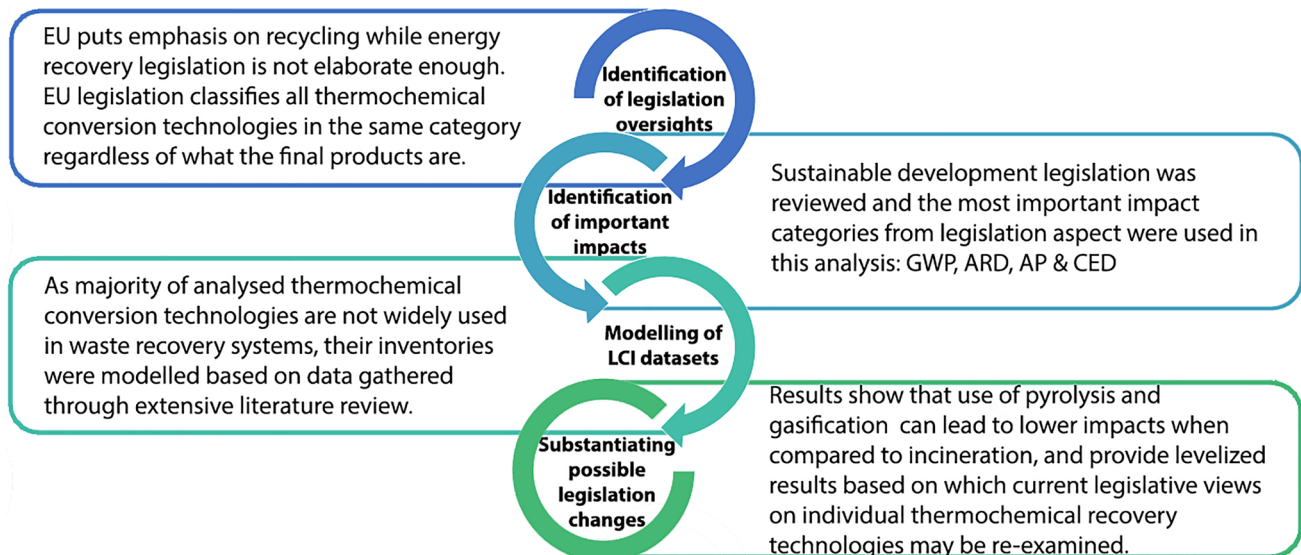 EU puts emphasis on recycling while energy
recovery legislation is not elaborate enough.
EU legislation classifies all thermochemical
conversion technologies in the same category
regardless of what the final products are.
Identification
of legislation
oversights
Identification
of important
impacts
Sustainable development legislation was
reviewed and the most important impact
categories from legislation aspect were used in
this analysis: GWP, ARD, AP & CED
As majority of analysed thermochemical
conversion technologies are not widely used
in waste recovery systems, their inventories
were modelled based on data gathered
through extensive literature review.
Modelling of
LCI datasets
Substantiating
possible
legislation
changes
Results show that use of pyrolysis and
gasification can lead to lower impacts when
compared to incineration, and provide levelized
results based on which current legislative views
on individual thermochemical recovery
technologies may be re-examined.